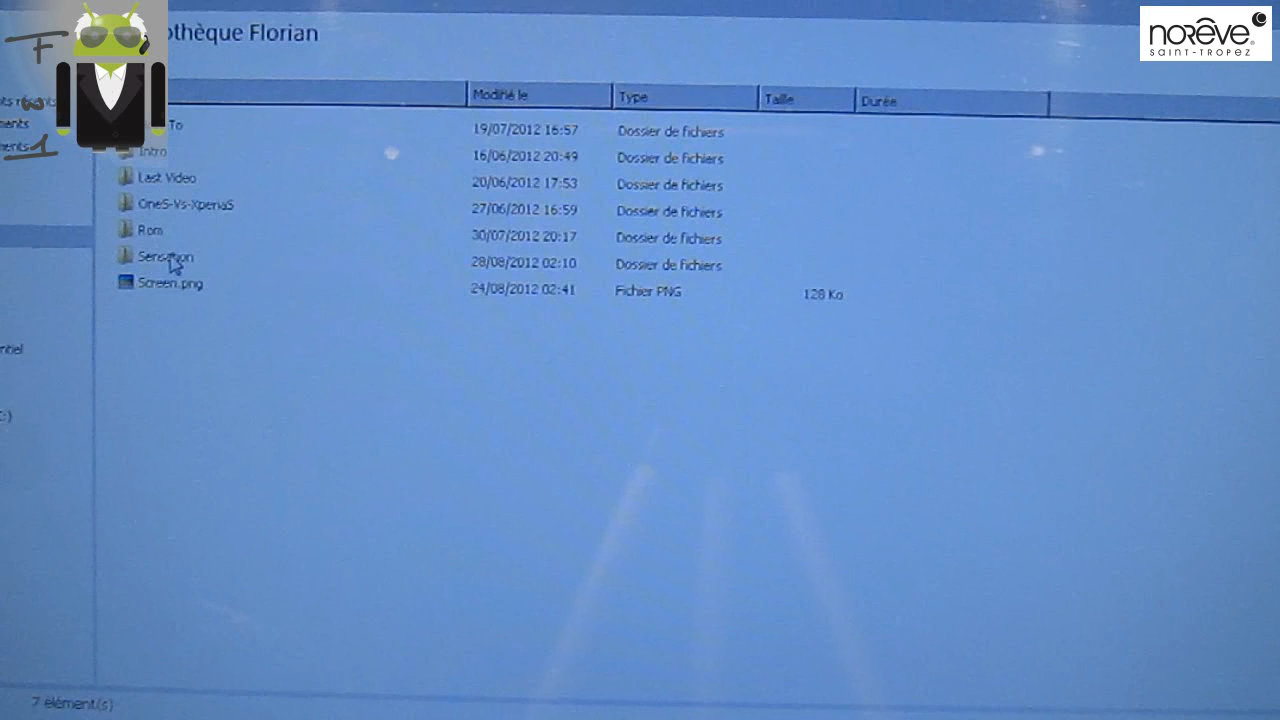 othèque Florian
norêve
SAINT-TROPEZ
Modifié le Type Taille Durée
To 19/07/2012 16:57 Dossier de fichiers
Intro 16/06/2012 20:49 Dossier de fichiers
Last Video 20/06/2012 17:53 Dossier de fichiers
OneS-Vs-XperiaS 27/06/2012 16:59 Dossier de fichiers
Rom 30/07/2012 20:17 Dossier de fichiers
Sensation 28/08/2012 02:10 Dossier de fichiers
Screen.png 24/08/2012 02:41 Fichier PNG 128 Ko
ments
ments
ntiel
C:)
7 élément(s)